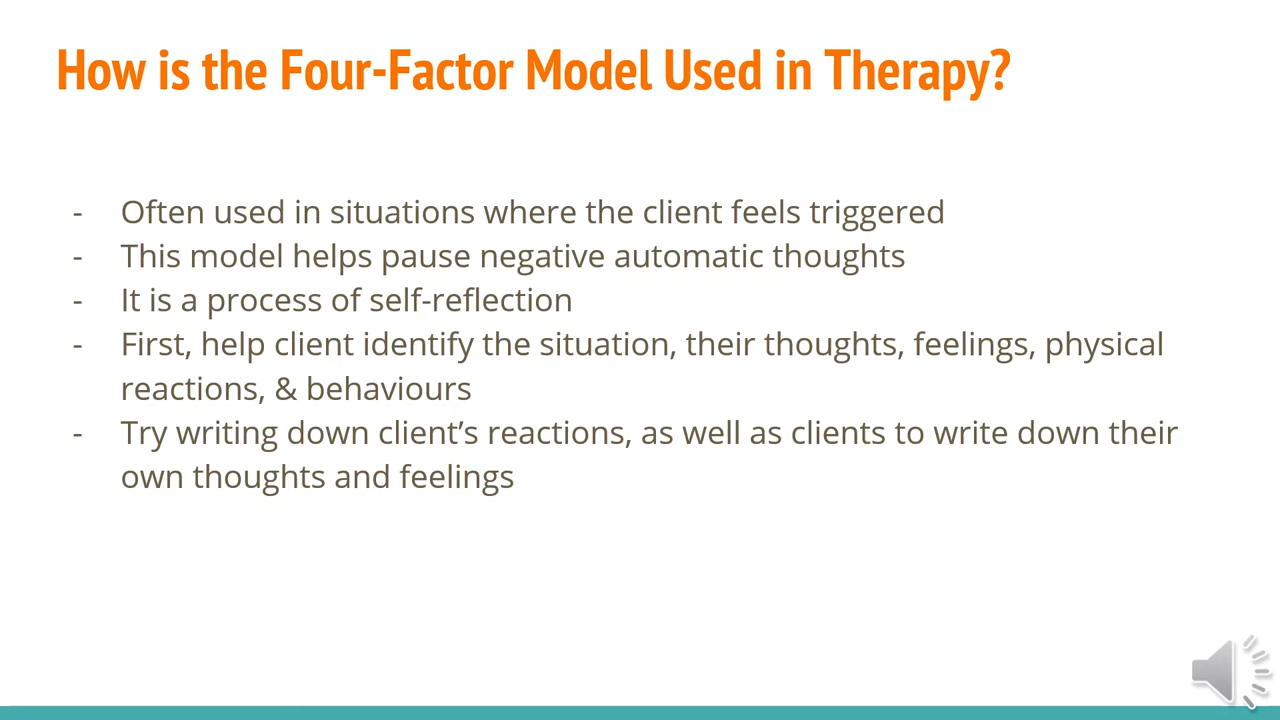 How is the Four-Factor Model Used in Therapy?
- Often used in situations where the client feels triggered
- This model helps pause negative automatic thoughts
- It is a process of self-reflection
- First, help client identify the situation, their thoughts, feelings, physical
reactions, & behaviours
- Try writing down client’s reactions, as well as clients to write down their
own thoughts and feelings